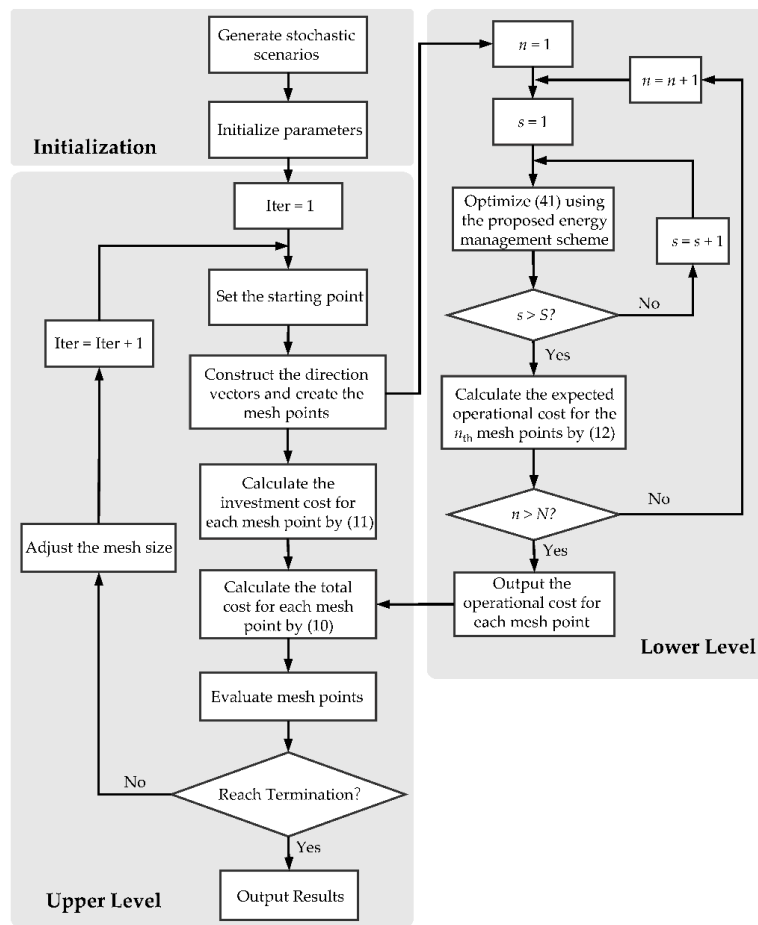 Generate stochastic
scenarios
Initialize parameters
Initialization
Iter = 1
Set the starting point
Iter = Iter + 1
Construct the direction
vectors and create the
mesh points
Calculate the
investment cost for
each mesh point by (11)
Adjust the mesh size
Calculate the total
cost for each mesh
point by (10)
Evaluate mesh points
No
Reach Termination?
Yes
Output Results
Upper Level
n = 1
n = n + 1
s = 1
Optimize (41) using
the proposed energy
management scheme
s = s + 1
s > S?
No
Yes
Calculate the expected
operational cost for the
nth mesh points by (12)
n > N?
No
Yes
Output the
operational cost for
each mesh point
Lower Level